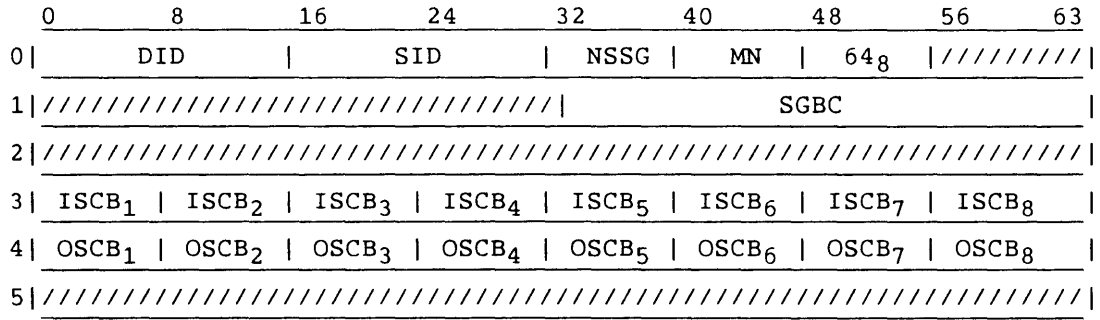 0 8 16 24 32 40 48 56 63
0| DID | SID | NSSG | MN | 64₈ |/////////|
1|///////////////////////////////| SGBC |
2|///////////////////////////////////////////////////////////////|
3| ISCB₁ | ISCB₂ | ISCB₃ | ISCB₄ | ISCB₅ | ISCB₆ | ISCB₇ | ISCB₈ |
4| OSCB₁ | OSCB₂ | OSCB₃ | OSCB₄ | OSCB₅ | OSCB₆ | OSCB₇ | OSCB₈ |
5|///////////////////////////////////////////////////////////////|